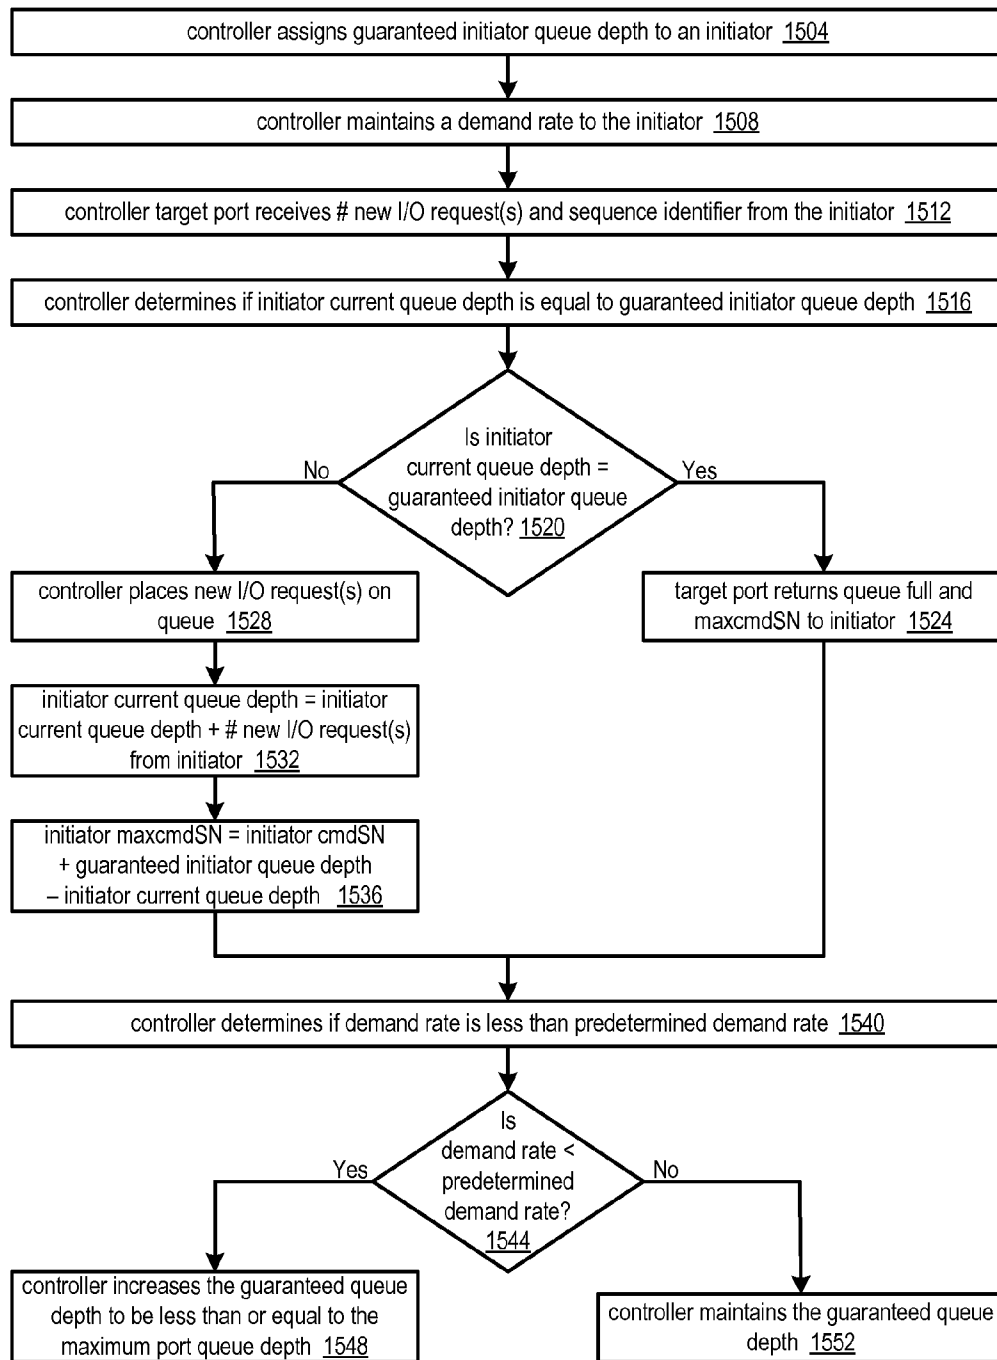 controller assigns guaranteed initiator queue depth to an initiator 1504
controller maintains a demand rate to the initiator 1508
controller target port receives # new I/O request(s) and sequence identifier from the initiator 1512
controller determines if initiator current queue depth is equal to guaranteed initiator queue depth 1516
Is initiator
current queue depth =
guaranteed initiator queue
depth? 1520
No
Yes
controller places new I/O request(s) on
queue 1528
target port returns queue full and
maxcmdSN to initiator 1524
initiator current queue depth = initiator
current queue depth + # new I/O request(s)
from initiator 1532
initiator maxcmdSN = initiator cmdSN
+ guaranteed initiator queue depth
– initiator current queue depth 1536
controller determines if demand rate is less than predetermined demand rate 1540
Is
demand rate <
predetermined
demand rate?
1544
Yes
No
controller increases the guaranteed queue
depth to be less than or equal to the
maximum port queue depth 1548
controller maintains the guaranteed queue
depth 1552